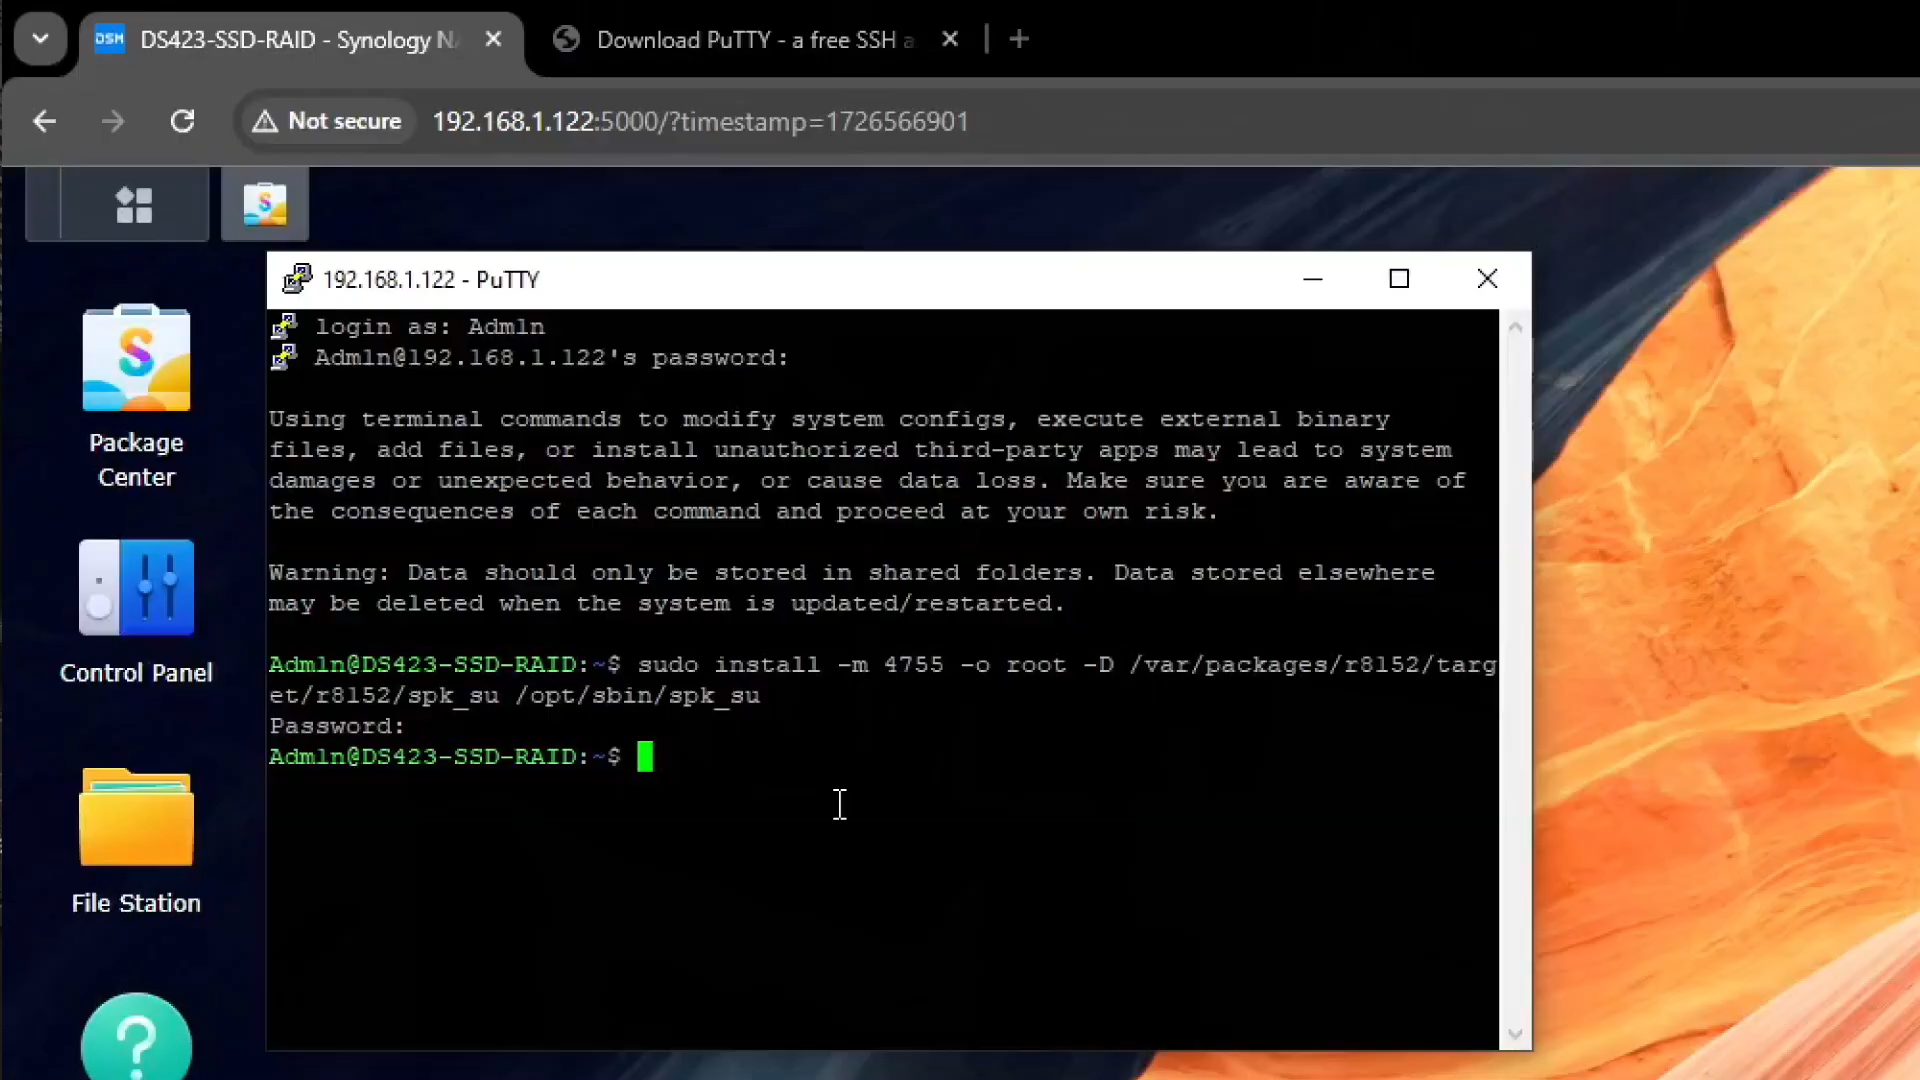 DSM DS423-SSD-RAID - Synology N
Download PuTTY - a free SSH a
Not secure 192.168.1.122:5000/?timestamp=1726566901
192.168.1.122 - PuTTY
login as: Adm1n
Adm1n@192.168.1.122's password:
Using terminal commands to modify system configs, execute external binary
files, add files, or install unauthorized third-party apps may lead to system
damages or unexpected behavior, or cause data loss. Make sure you are aware of
the consequences of each command and proceed at your own risk.
Warning: Data should only be stored in shared folders. Data stored elsewhere
may be deleted when the system is updated/restarted.
Adm1n@DS423-SSD-RAID:~$ sudo install -m 4755 -o root -D /var/packages/r8152/targ
et/r8152/spk_su /opt/sbin/spk_su
Password:
Adm1n@DS423-SSD-RAID:~$
Package
Center
Control Panel
File Station